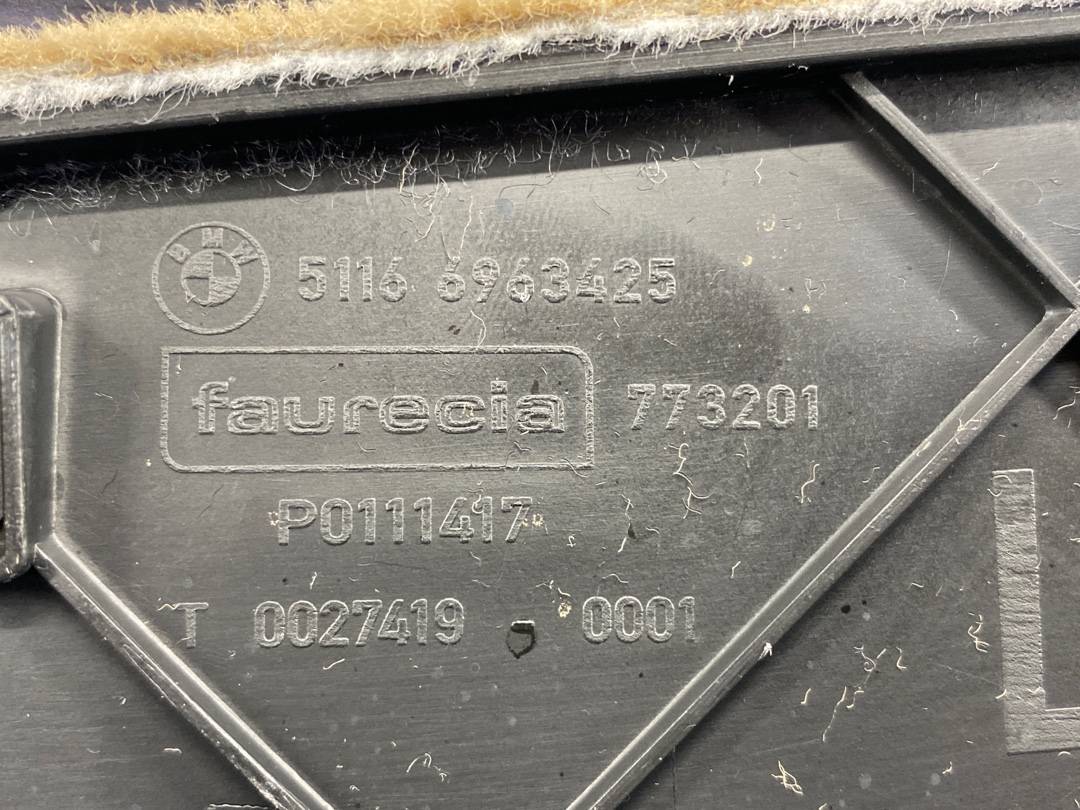 BMW 5116 6963425
faurecia 773201
P0111417
T 0027419 - 0001
L